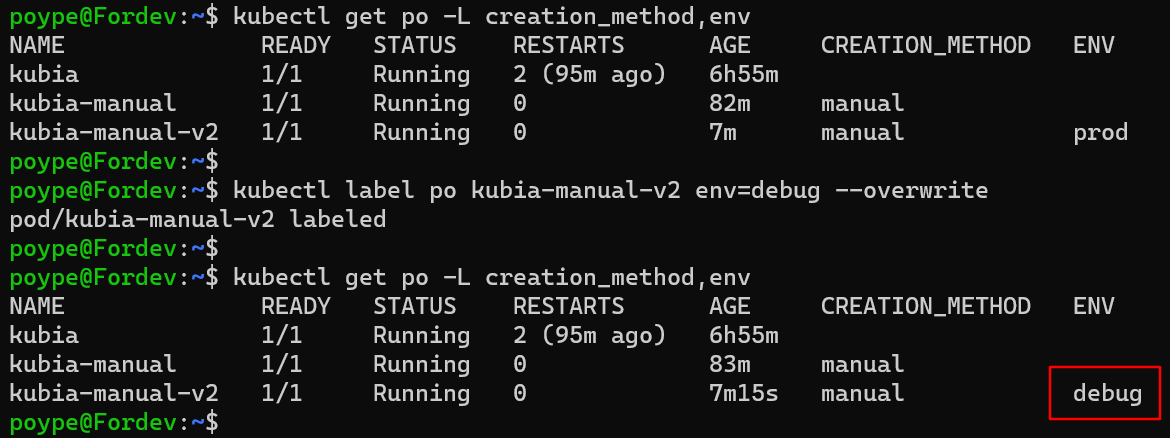 poype@Fordev:~$ kubectl get po -L creation_method,env
NAME              READY   STATUS    RESTARTS      AGE     CREATION_METHOD   ENV
kubia             1/1     Running   2 (95m ago)   6h55m
kubia-manual      1/1     Running   0             82m     manual
kubia-manual-v2   1/1     Running   0             7m      manual            prod
poype@Fordev:~$
poype@Fordev:~$ kubectl label po kubia-manual-v2 env=debug --overwrite
pod/kubia-manual-v2 labeled
poype@Fordev:~$
poype@Fordev:~$ kubectl get po -L creation_method,env
NAME              READY   STATUS    RESTARTS      AGE     CREATION_METHOD   ENV
kubia             1/1     Running   2 (95m ago)   6h55m
kubia-manual      1/1     Running   0             83m     manual
kubia-manual-v2   1/1     Running   0             7m15s   manual            debug
poype@Fordev:~$